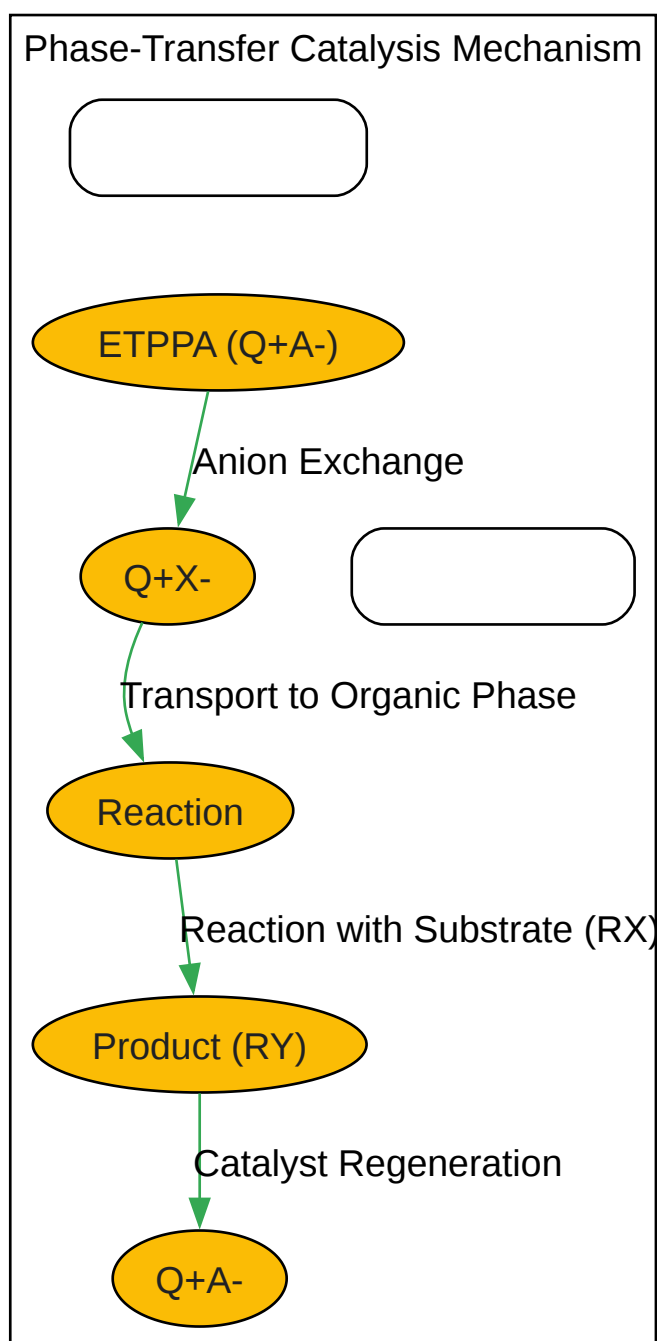 Phase-Transfer Catalysis Mechanism
ETPPA (Q+A-)
Anion Exchange
Q+X-
Transport to Organic Phase
Reaction
Reaction with Substrate (RX)
Product (RY)
Catalyst Regeneration
Q+A-